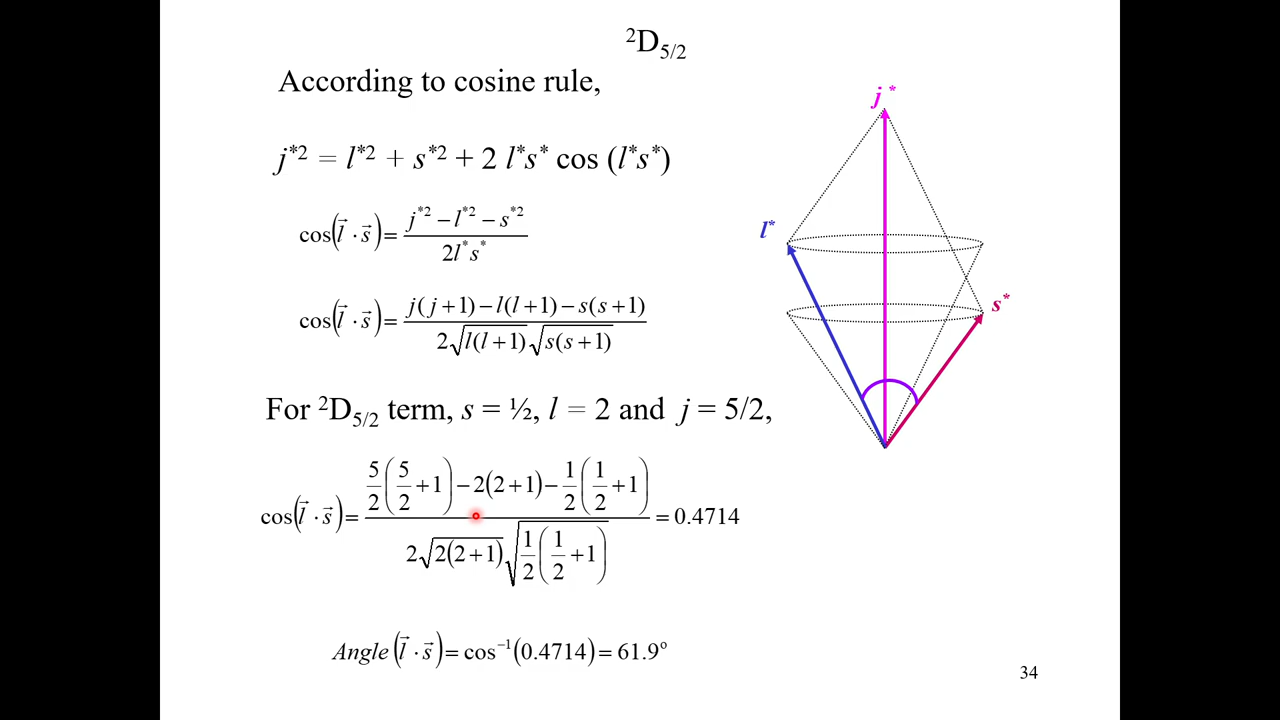 ²D₅/₂
According to cosine rule,
j*² = l*² + s*² + 2 l*s* cos (l*s*)
cos(l⃗ · s⃗) = (j*² − l*² − s*²) / (2l*s*)
cos(l⃗ · s⃗) = (j(j+1) − l(l+1) − s(s+1)) / (2√(l(l+1)) √(s(s+1)))
For ²D₅/₂ term, s = ½, l = 2 and j = 5/2,
cos(l⃗ · s⃗) = (5/2(5/2+1) − 2(2+1) − 1/2(1/2+1)) / (2√(2(2+1)) √(1/2(1/2+1))) = 0.4714
Angle(l⃗ · s⃗) = cos⁻¹(0.4714) = 61.9°
j*
l*
s*
34